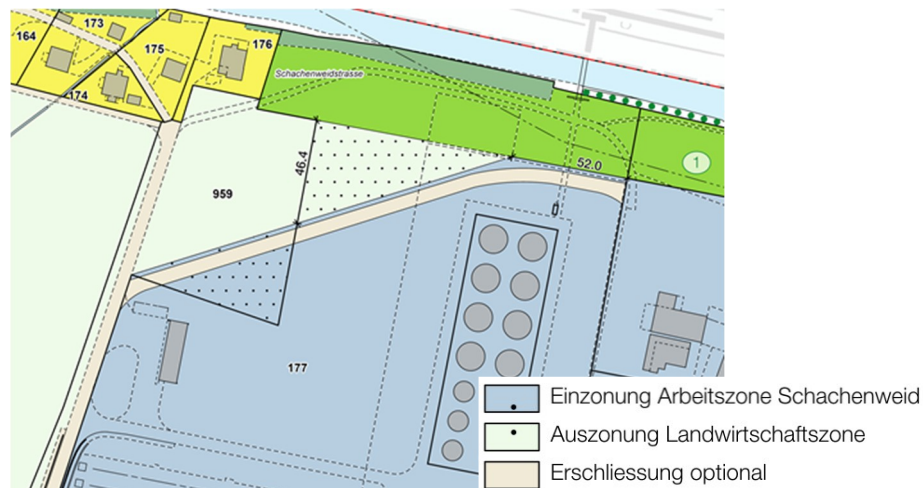 173
164
175
176
174
Schachenweidstrasse
46.4
52.0
1
959
177
Einzonung Arbeitszone Schachenweid
Auszonung Landwirtschaftszone
Erschliessung optional